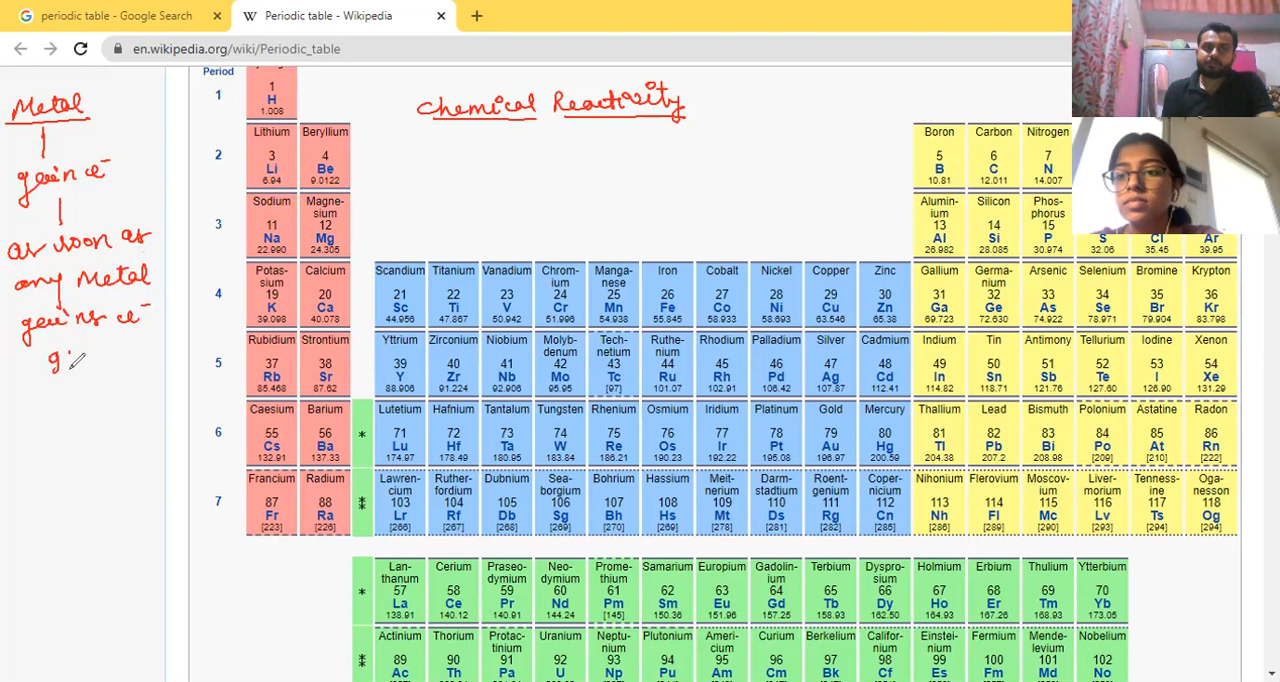 periodic table - Google Search
Periodic table - Wikipedia
en.wikipedia.org/wiki/Periodic_table
Period
Metal
gain e-
as soon as
any Metal
gains e-
Chemical Reactivity
1
1
H
1.008
2
Lithium Beryllium Boron Carbon Nitrogen
3 4 5 6 7
Li Be B C N
6.94 9.0122 10.81 12.011 14.007
3
Sodium Magne-sium Alumin-ium Silicon Phos-phorus
11 12 13 14 15
Na Mg Al Si P S Cl Ar
22.990 24.305 26.982 28.085 30.974 32.06 35.45 39.95
4
Potas-sium Calcium Scandium Titanium Vanadium Chrom-ium Manga-nese Iron Cobalt Nickel Copper Zinc Gallium Germa-nium Arsenic Selenium Bromine Krypton
19 20 21 22 23 24 25 26 27 28 29 30 31 32 33 34 35 36
K Ca Sc Ti V Cr Mn Fe Co Ni Cu Zn Ga Ge As Se Br Kr
39.098 40.078 44.956 47.867 50.942 51.996 54.938 55.845 58.933 58.693 63.546 65.38 69.723 72.630 74.922 78.971 79.904 83.798
5
Rubidium Strontium Yttrium Zirconium Niobium Molyb-denum Tech-netium Ruthe-nium Rhodium Palladium Silver Cadmium Indium Tin Antimony Tellurium Iodine Xenon
37 38 39 40 41 42 43 44 45 46 47 48 49 50 51 52 53 54
Rb Sr Y Zr Nb Mo Tc Ru Rh Pd Ag Cd In Sn Sb Te I Xe
85.468 87.62 88.906 91.224 92.906 95.95 [97] 101.07 102.91 106.42 107.87 112.41 114.82 118.71 121.76 127.60 126.90 131.29
6
Caesium Barium * Lutetium Hafnium Tantalum Tungsten Rhenium Osmium Iridium Platinum Gold Mercury Thallium Lead Bismuth Polonium Astatine Radon
55 56 71 72 73 74 75 76 77 78 79 80 81 82 83 84 85 86
Cs Ba Lu Hf Ta W Re Os Ir Pt Au Hg Tl Pb Bi Po At Rn
132.91 137.33 174.97 178.49 180.95 183.84 186.21 190.23 192.22 195.08 196.97 200.59 204.38 207.2 208.98 [209] [210] [222]
7
Francium Radium Lawren-cium Ruther-fordium Dubnium Sea-borgium Bohrium Hassium Meit-nerium Darm-stadtium Roent-genium Coper-nicium Nihonium Flerovium Moscov-ium Liver-morium Tenness-ine Oga-nesson
87 88 103 104 105 106 107 108 109 110 111 112 113 114 115 116 117 118
Fr Ra Lr Rf Db Sg Bh Hs Mt Ds Rg Cn Nh Fl Mc Lv Ts Og
[223] [226] [266] [267] [268] [269] [270] [269] [278] [281] [282] [285] [286] [289] [290] [293] [294] [294]
* Lan-thanum Cerium Praseo-dymium Neo-dymium Prome-thium Samarium Europium Gadolin-ium Terbium Dyspro-sium Holmium Erbium Thulium Ytterbium
57 58 59 60 61 62 63 64 65 66 67 68 69 70
La Ce Pr Nd Pm Sm Eu Gd Tb Dy Ho Er Tm Yb
138.91 140.12 140.91 144.24 [145] 150.36 151.96 157.25 158.93 162.50 164.93 167.26 168.93 173.05
Actinium Thorium Protac-tinium Uranium Neptu-nium Plutonium Ameri-cium Curium Berkelium Califor-nium Einstei-nium Fermium Mende-levium Nobelium
89 90 91 92 93 94 95 96 97 98 99 100 101 102
Ac Th Pa U Np Pu Am Cm Bk Cf Es Fm Md No